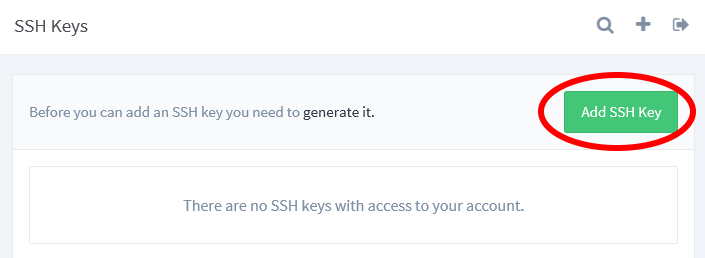 SSH Keys
Before you can add an SSH key you need to generate it.
Add SSH Key
There are no SSH keys with access to your account.